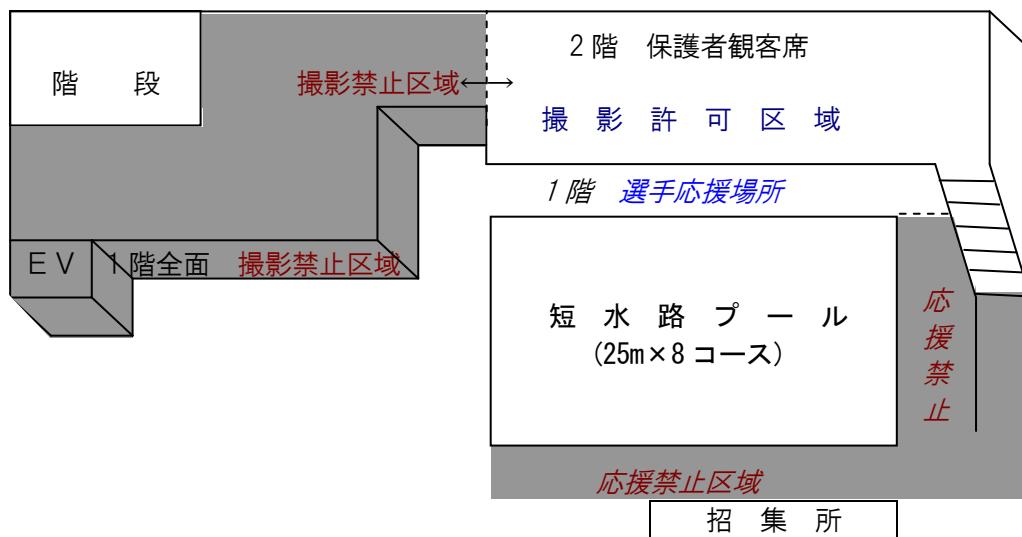 2階 保護者観客席
階 段
撮影禁止区域
撮 影 許 可 区 域
1階 選手応援場所
EV
1階全面 撮影禁止区域
短 水 路 プ ー ル
(25m×8コース)
応援禁止
応援禁止区域
招 集 所